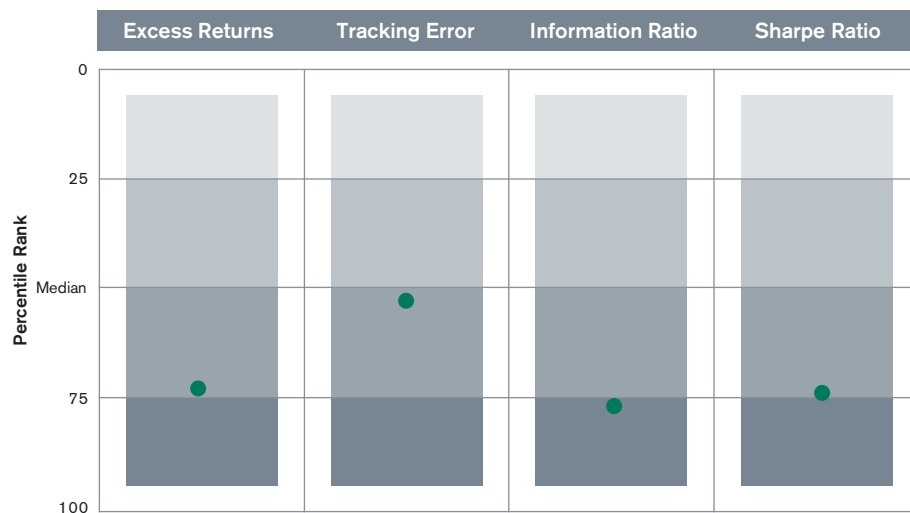 Excess Returns Tracking Error Information Ratio Sharpe Ratio
0
25
Median
75
100
Percentile Rank